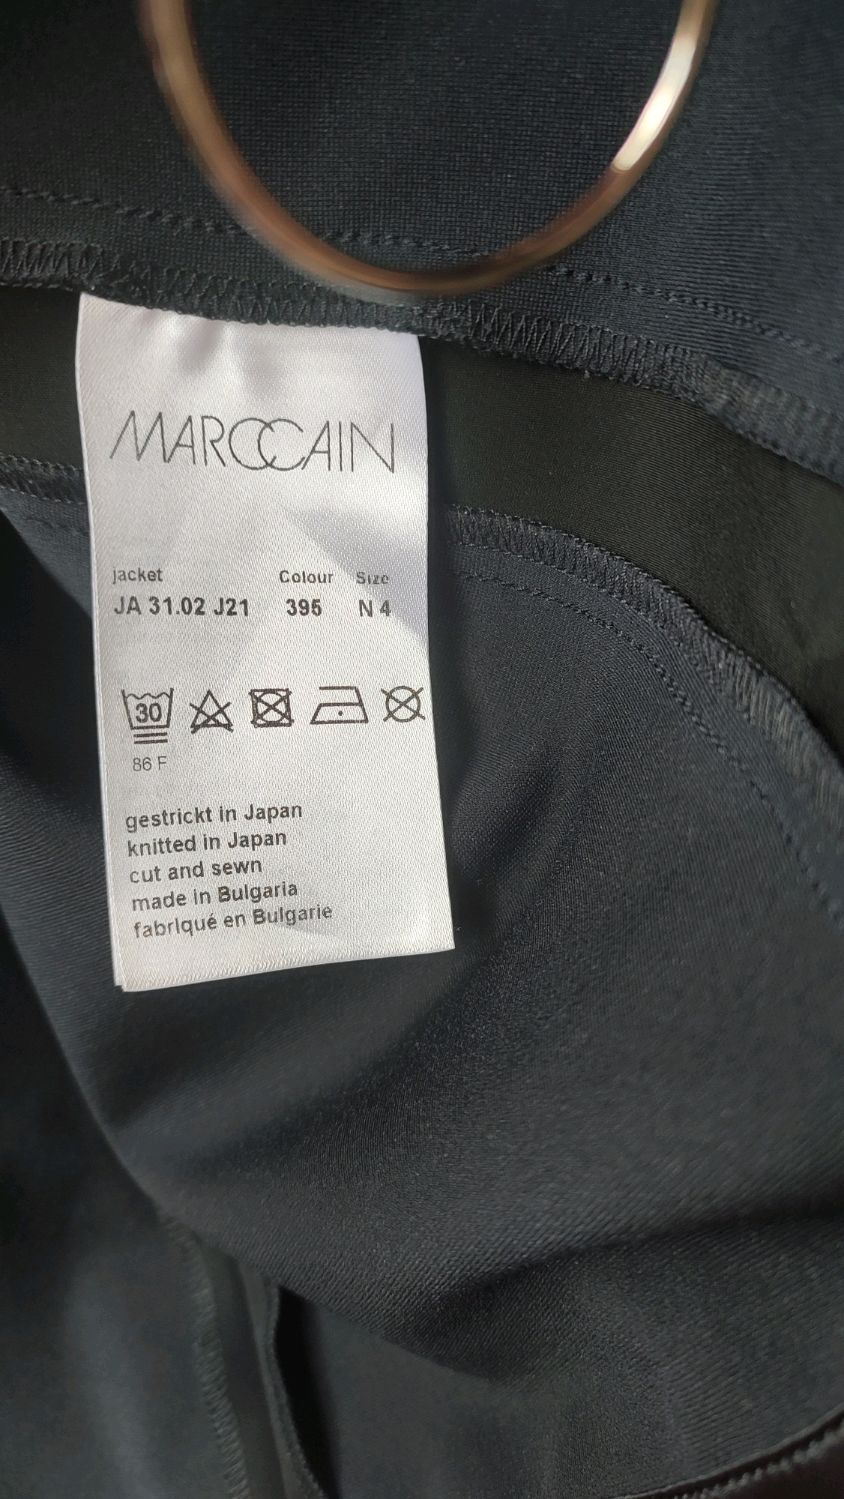 MARCCAIN
jacket Colour Size
JA 31.02 J21 395 N 4
30
86 F
gestrickt in Japan
knitted in Japan
cut and sewn
made in Bulgaria
fabriqué en Bulgarie